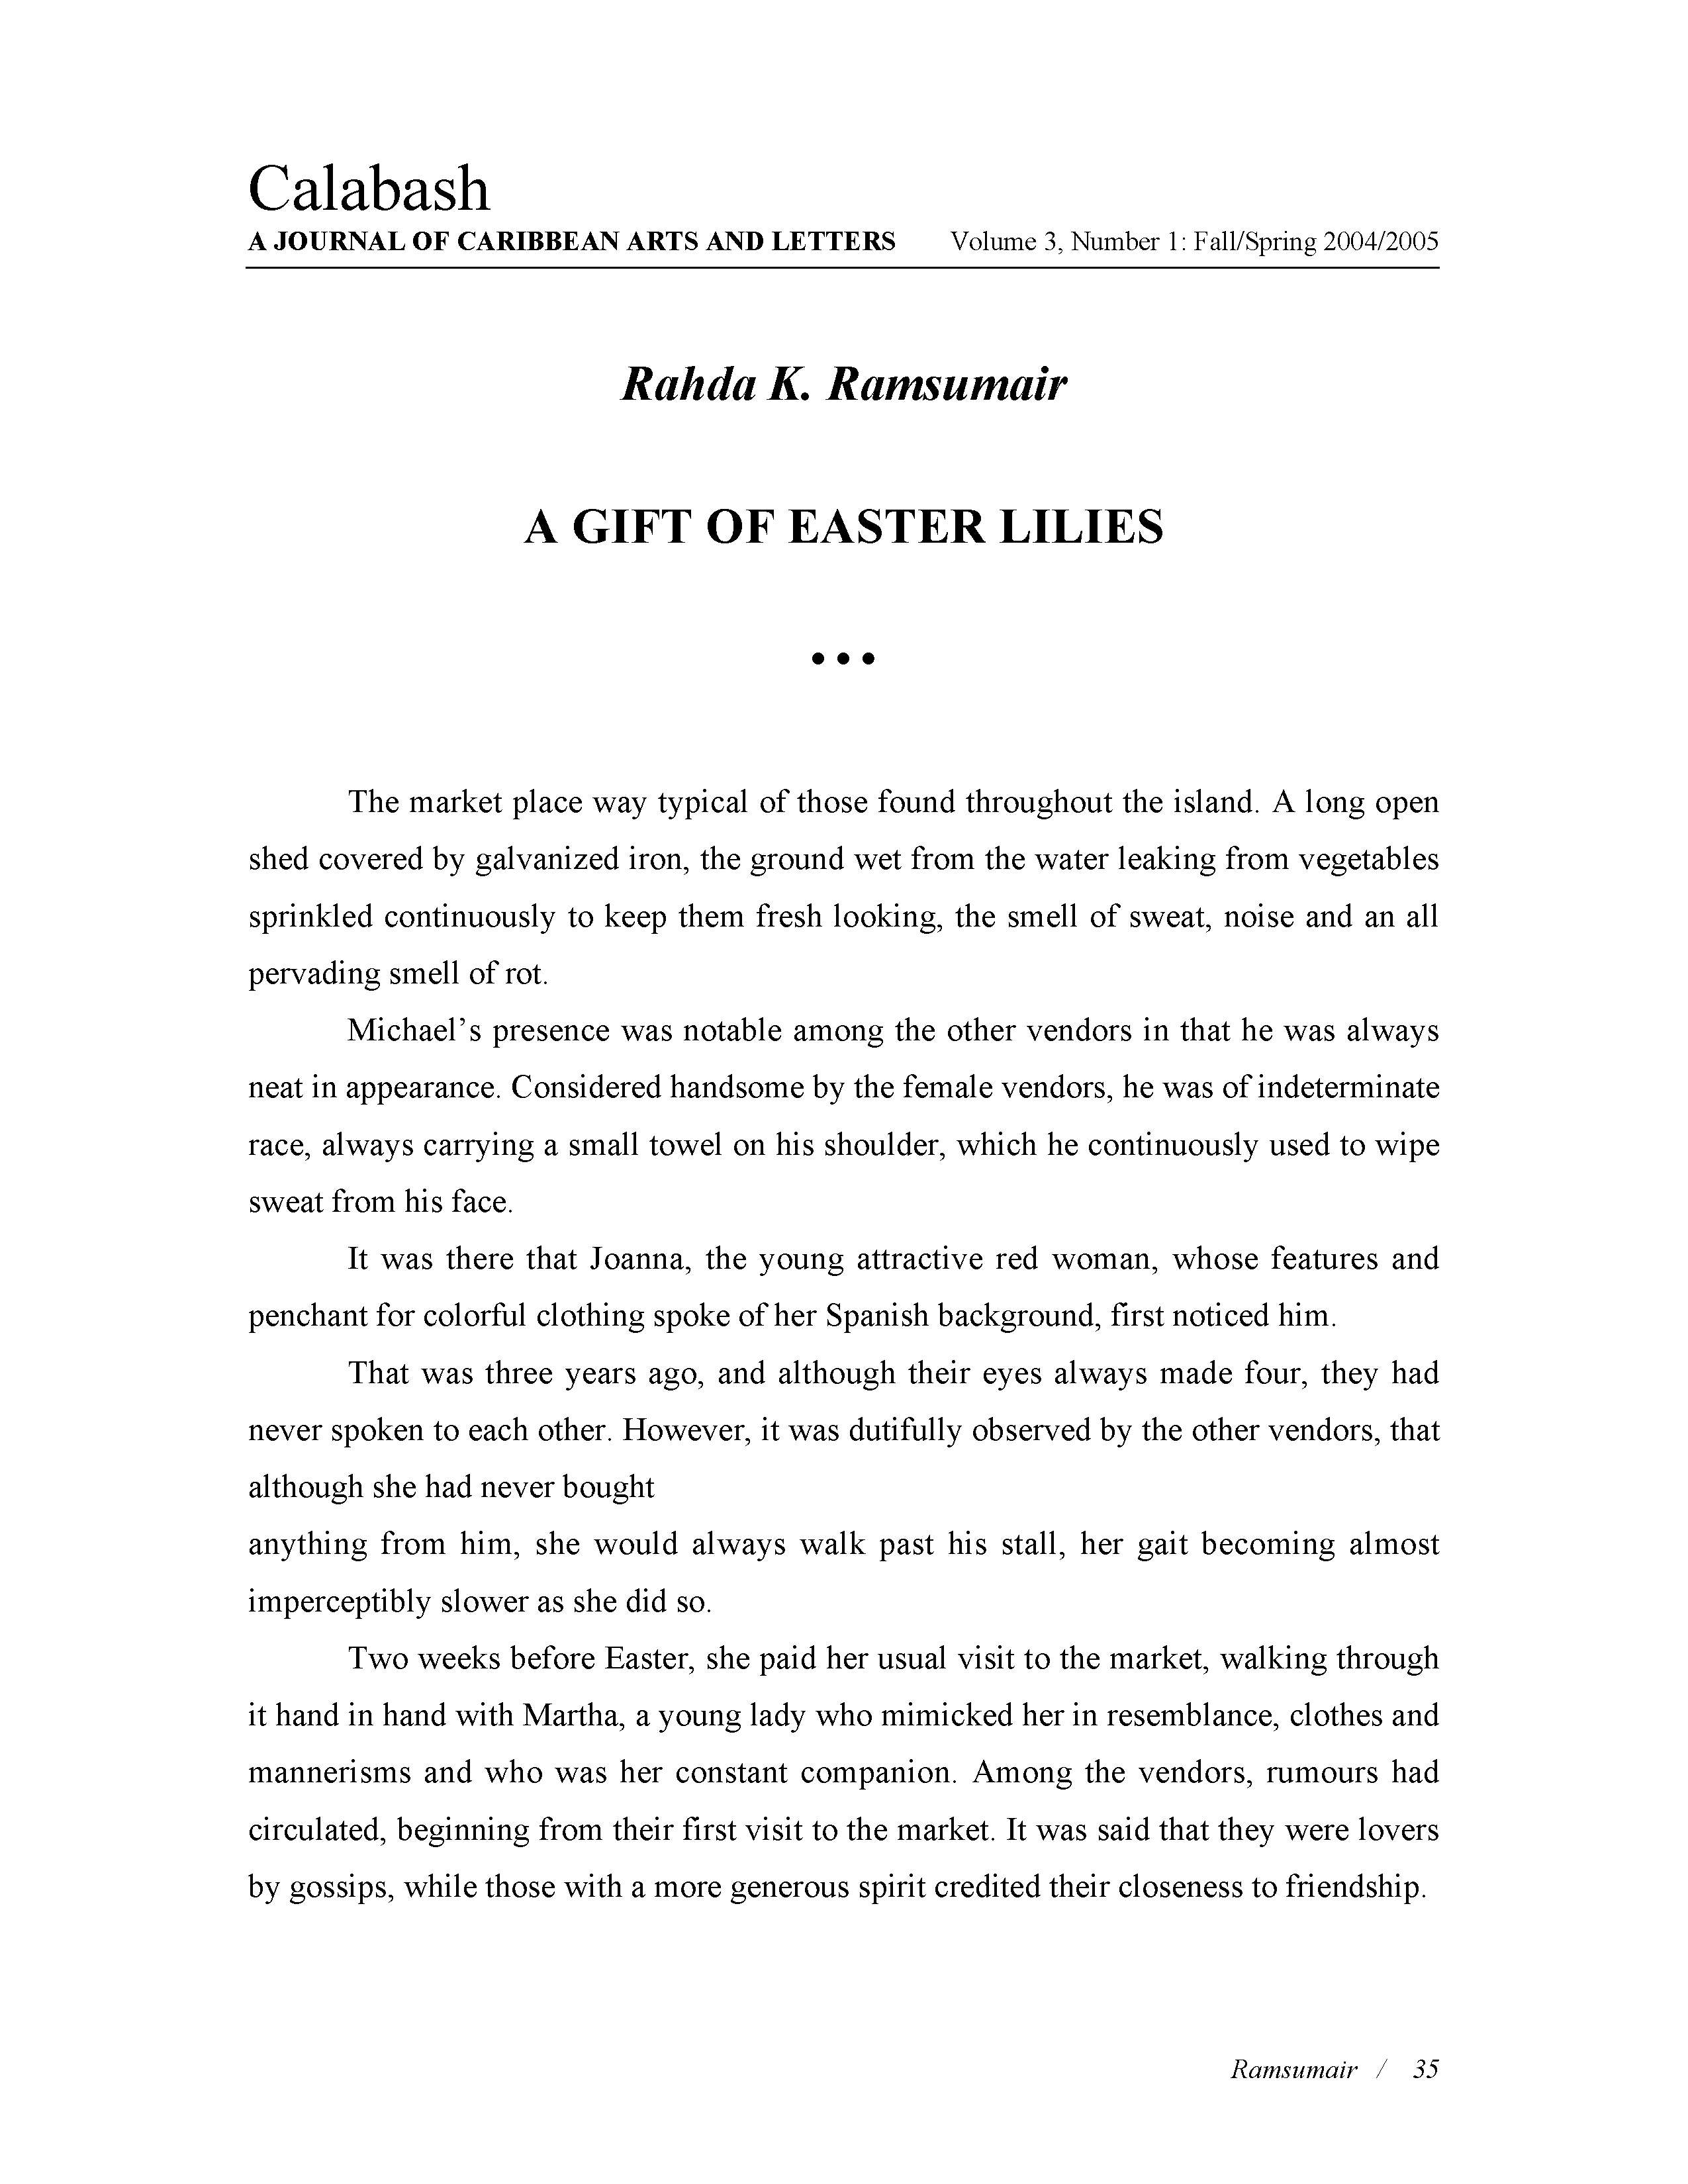 Calabash
A JOURNAL OF CARIBBEAN ARTS AND LETTERS Volume 3, Number 1: Fall/Spring 2004/2005
Rahda K. Ramsumair
A GIFT OF EASTER LILIES
•••
The market place way typical of those found throughout the island. A long open
shed covered by galvanized iron, the ground wet from the water leaking from vegetables
sprinkled continuously to keep them fresh looking, the smell of sweat, noise and an all
pervading smell of rot.
Michael’s presence was notable among the other vendors in that he was always
neat in appearance. Considered handsome by the female vendors, he was of indeterminate
race, always carrying a small towel on his shoulder, which he continuously used to wipe
sweat from his face.
It was there that Joanna, the young attractive red woman, whose features and
penchant for colorful clothing spoke of her Spanish background, first noticed him.
That was three years ago, and although their eyes always made four, they had
never spoken to each other. However, it was dutifully observed by the other vendors, that
although she had never bought
anything from him, she would always walk past his stall, her gait becoming almost
imperceptibly slower as she did so.
Two weeks before Easter, she paid her usual visit to the market, walking through
it hand in hand with Martha, a young lady who mimicked her in resemblance, clothes and
mannerisms and who was her constant companion. Among the vendors, rumours had
circulated, beginning from their first visit to the market. It was said that they were lovers
by gossips, while those with a more generous spirit credited their closeness to friendship.
Ramsumair / 35